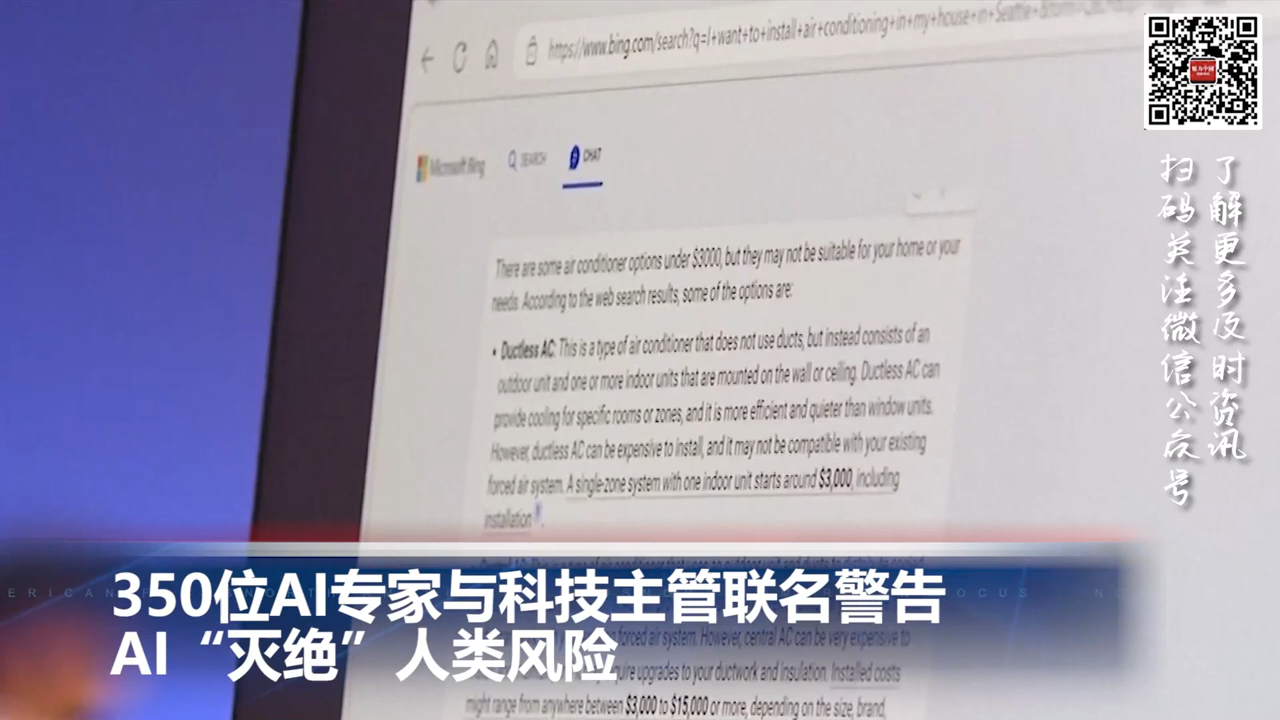 https://www.bing.com/search?q=I+want+to+install+air+conditioning+in+my+house+in+Seattle
Microsoft Bing
SEARCH
CHAT
There are some air conditioner options under $3000, but they may not be suitable for your home or your
needs. According to the web search results, some of the options are:
• Ductless AC: This is a type of air conditioner that does not use ducts, but instead consists of an
outdoor unit and one or more indoor units that are mounted on the wall or ceiling. Ductless AC can
provide cooling for specific rooms or zones, and it is more efficient and quieter than window units.
However, ductless AC can be expensive to install, and it may not be compatible with your existing
forced air system. A single-zone system with one indoor unit starts around $3,000, including
installation
forced air system. However, central AC can be very expensive to
upgrades to your ductwork and insulation. Installed costs
might range from anywhere between $3,000 to $15,000 or more, depending on the size, brand,
了解更多及时资讯
扫码关注微信公众号
350位AI专家与科技主管联名警告
AI“灭绝”人类风险